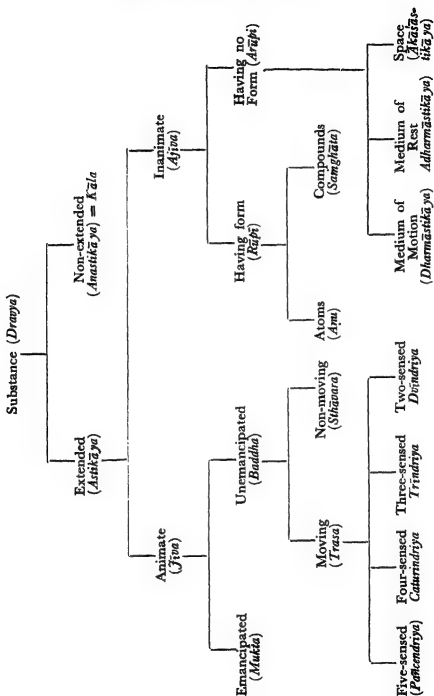 Substance (Dravya)
Extended
(Astikāya)
Non-extended
(Anastikāya) = Kāla
Animate
(Jīva)
Inanimate
(Ajīva)
Emancipated
(Mukta)
Unemancipated
(Baddha)
Having form
(Rūpī)
Having no
Form (Arūpi)
Moving
(Trasa)
Non-moving
(Sthāvara)
Atoms
(Aṇu)
Compounds
(Saṃghāta)
Five-sensed
(Pañcendriya)
Four-sensed
Caturindriya
Three-sensed
Trīndriya
Two-sensed
Dvīndriya
Medium of
Motion
(Dharmāstikāya)
Medium of
Rest
Adharmāstikāya)
Space
(Ākāśās-
tikāya)